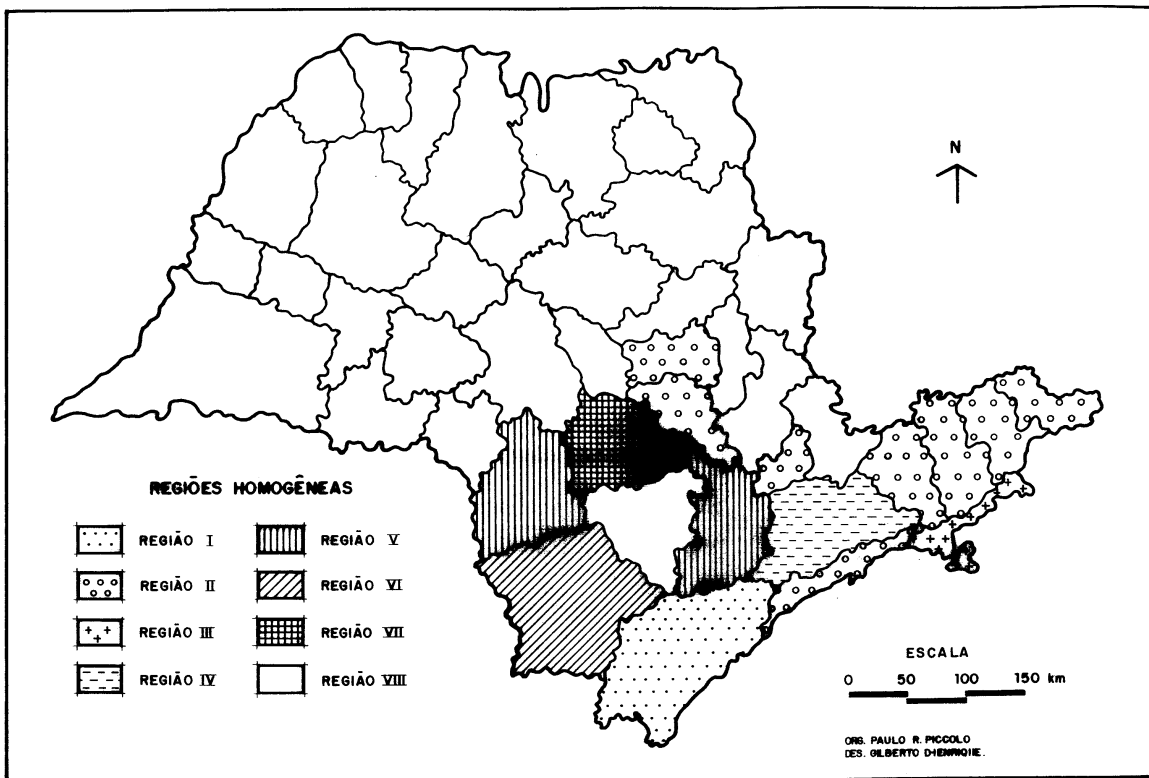 N
REGIÕES HOMOGÊNEAS
REGIÃO I
REGIÃO II
REGIÃO III
REGIÃO IV
REGIÃO V
REGIÃO VI
REGIÃO VII
REGIÃO VIII
ESCALA
0 50 100 150 km
ORG. PAULO R. PICCOLO
DES. GILBERTO D'HENRIQUE.